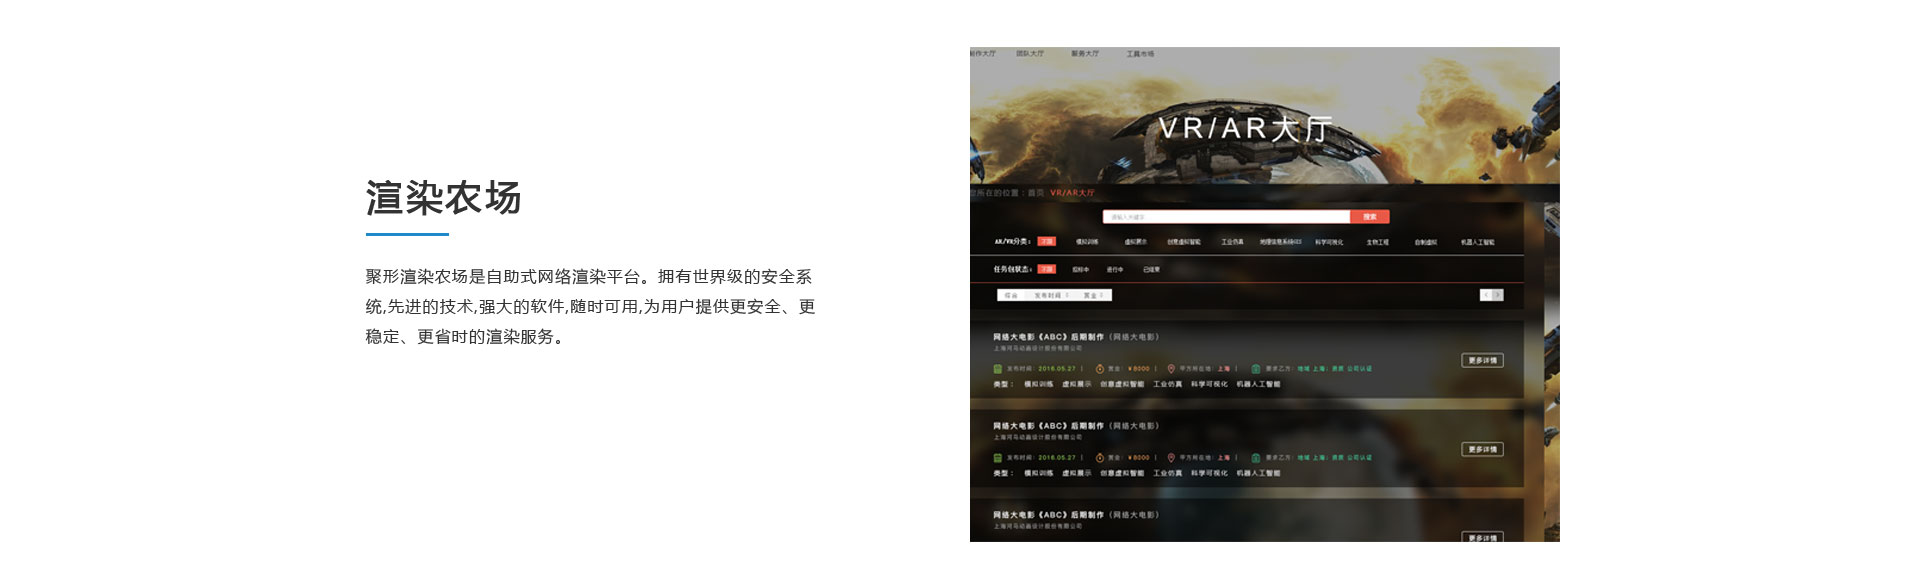 渲染农场
聚形渲染农场是自助式网络渲染平台。拥有世界级的安全系
统,先进的技术,强大的软件,随时可用,为用户提供更安全、更
稳定、更省时的渲染服务。
制作大厅 团队大厅 服务大厅 工具市场
VR/AR大厅
您所在的位置：首页 VR/AR大厅
请输入关键字 搜索
AR/VR分类： 不限 模拟训练 虚拟展示 创意虚拟智能 工业仿真 地理信息系统GIS 科学可视化 生物工程 自制虚拟 机器人工智能
任务包状态： 不限 招标中 进行中 已结束
综合 发布时间 赏金
网络大电影《ABC》后期制作（网络大电影）
上海河马动画设计股份有限公司
更多详情
发布时间：2016.05.27 | 赏金：￥8000 | 甲方所在地：上海 | 要求乙方：地域 上海；资质 公司认证
类型： 模拟训练 虚拟展示 创意虚拟智能 工业仿真 科学可视化 机器人工智能
网络大电影《ABC》后期制作（网络大电影）
上海河马动画设计股份有限公司
更多详情
发布时间：2016.05.27 | 赏金：￥8000 | 甲方所在地：上海 | 要求乙方：地域 上海；资质 公司认证
类型： 模拟训练 虚拟展示 创意虚拟智能 工业仿真 科学可视化 机器人工智能
网络大电影《ABC》后期制作（网络大电影）
上海河马动画设计股份有限公司
更多详情